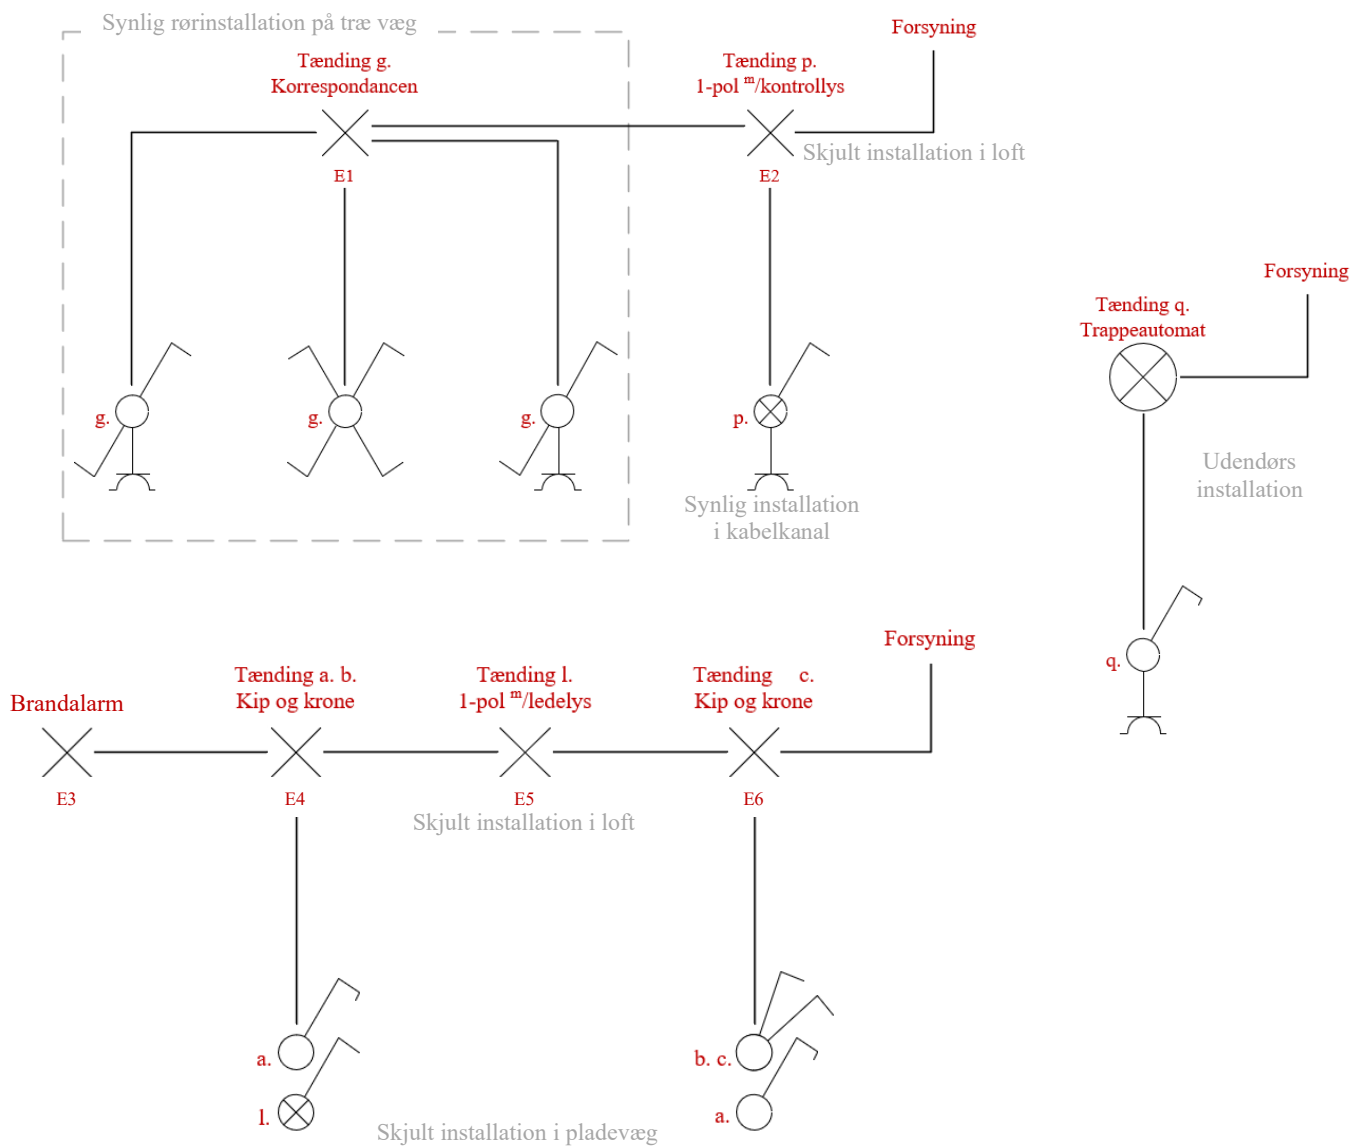 Synlig rørinstallation på træ væg
Forsyning
Tænding g.
Korrespondancen
Tænding p.
1-pol m/kontrollys
Skjult installation i loft
E1
E2
Forsyning
Tænding q.
Trappeautomat
g.
g.
g.
p.
Udendørs
installation
Synlig installation
i kabelkanal
Forsyning
q.
Brandalarm
Tænding a. b.
Kip og krone
Tænding l.
1-pol m/ledelys
Tænding c.
Kip og krone
E3
E4
E5
E6
Skjult installation i loft
a.
b. c.
l.
a.
Skjult installation i pladevæg